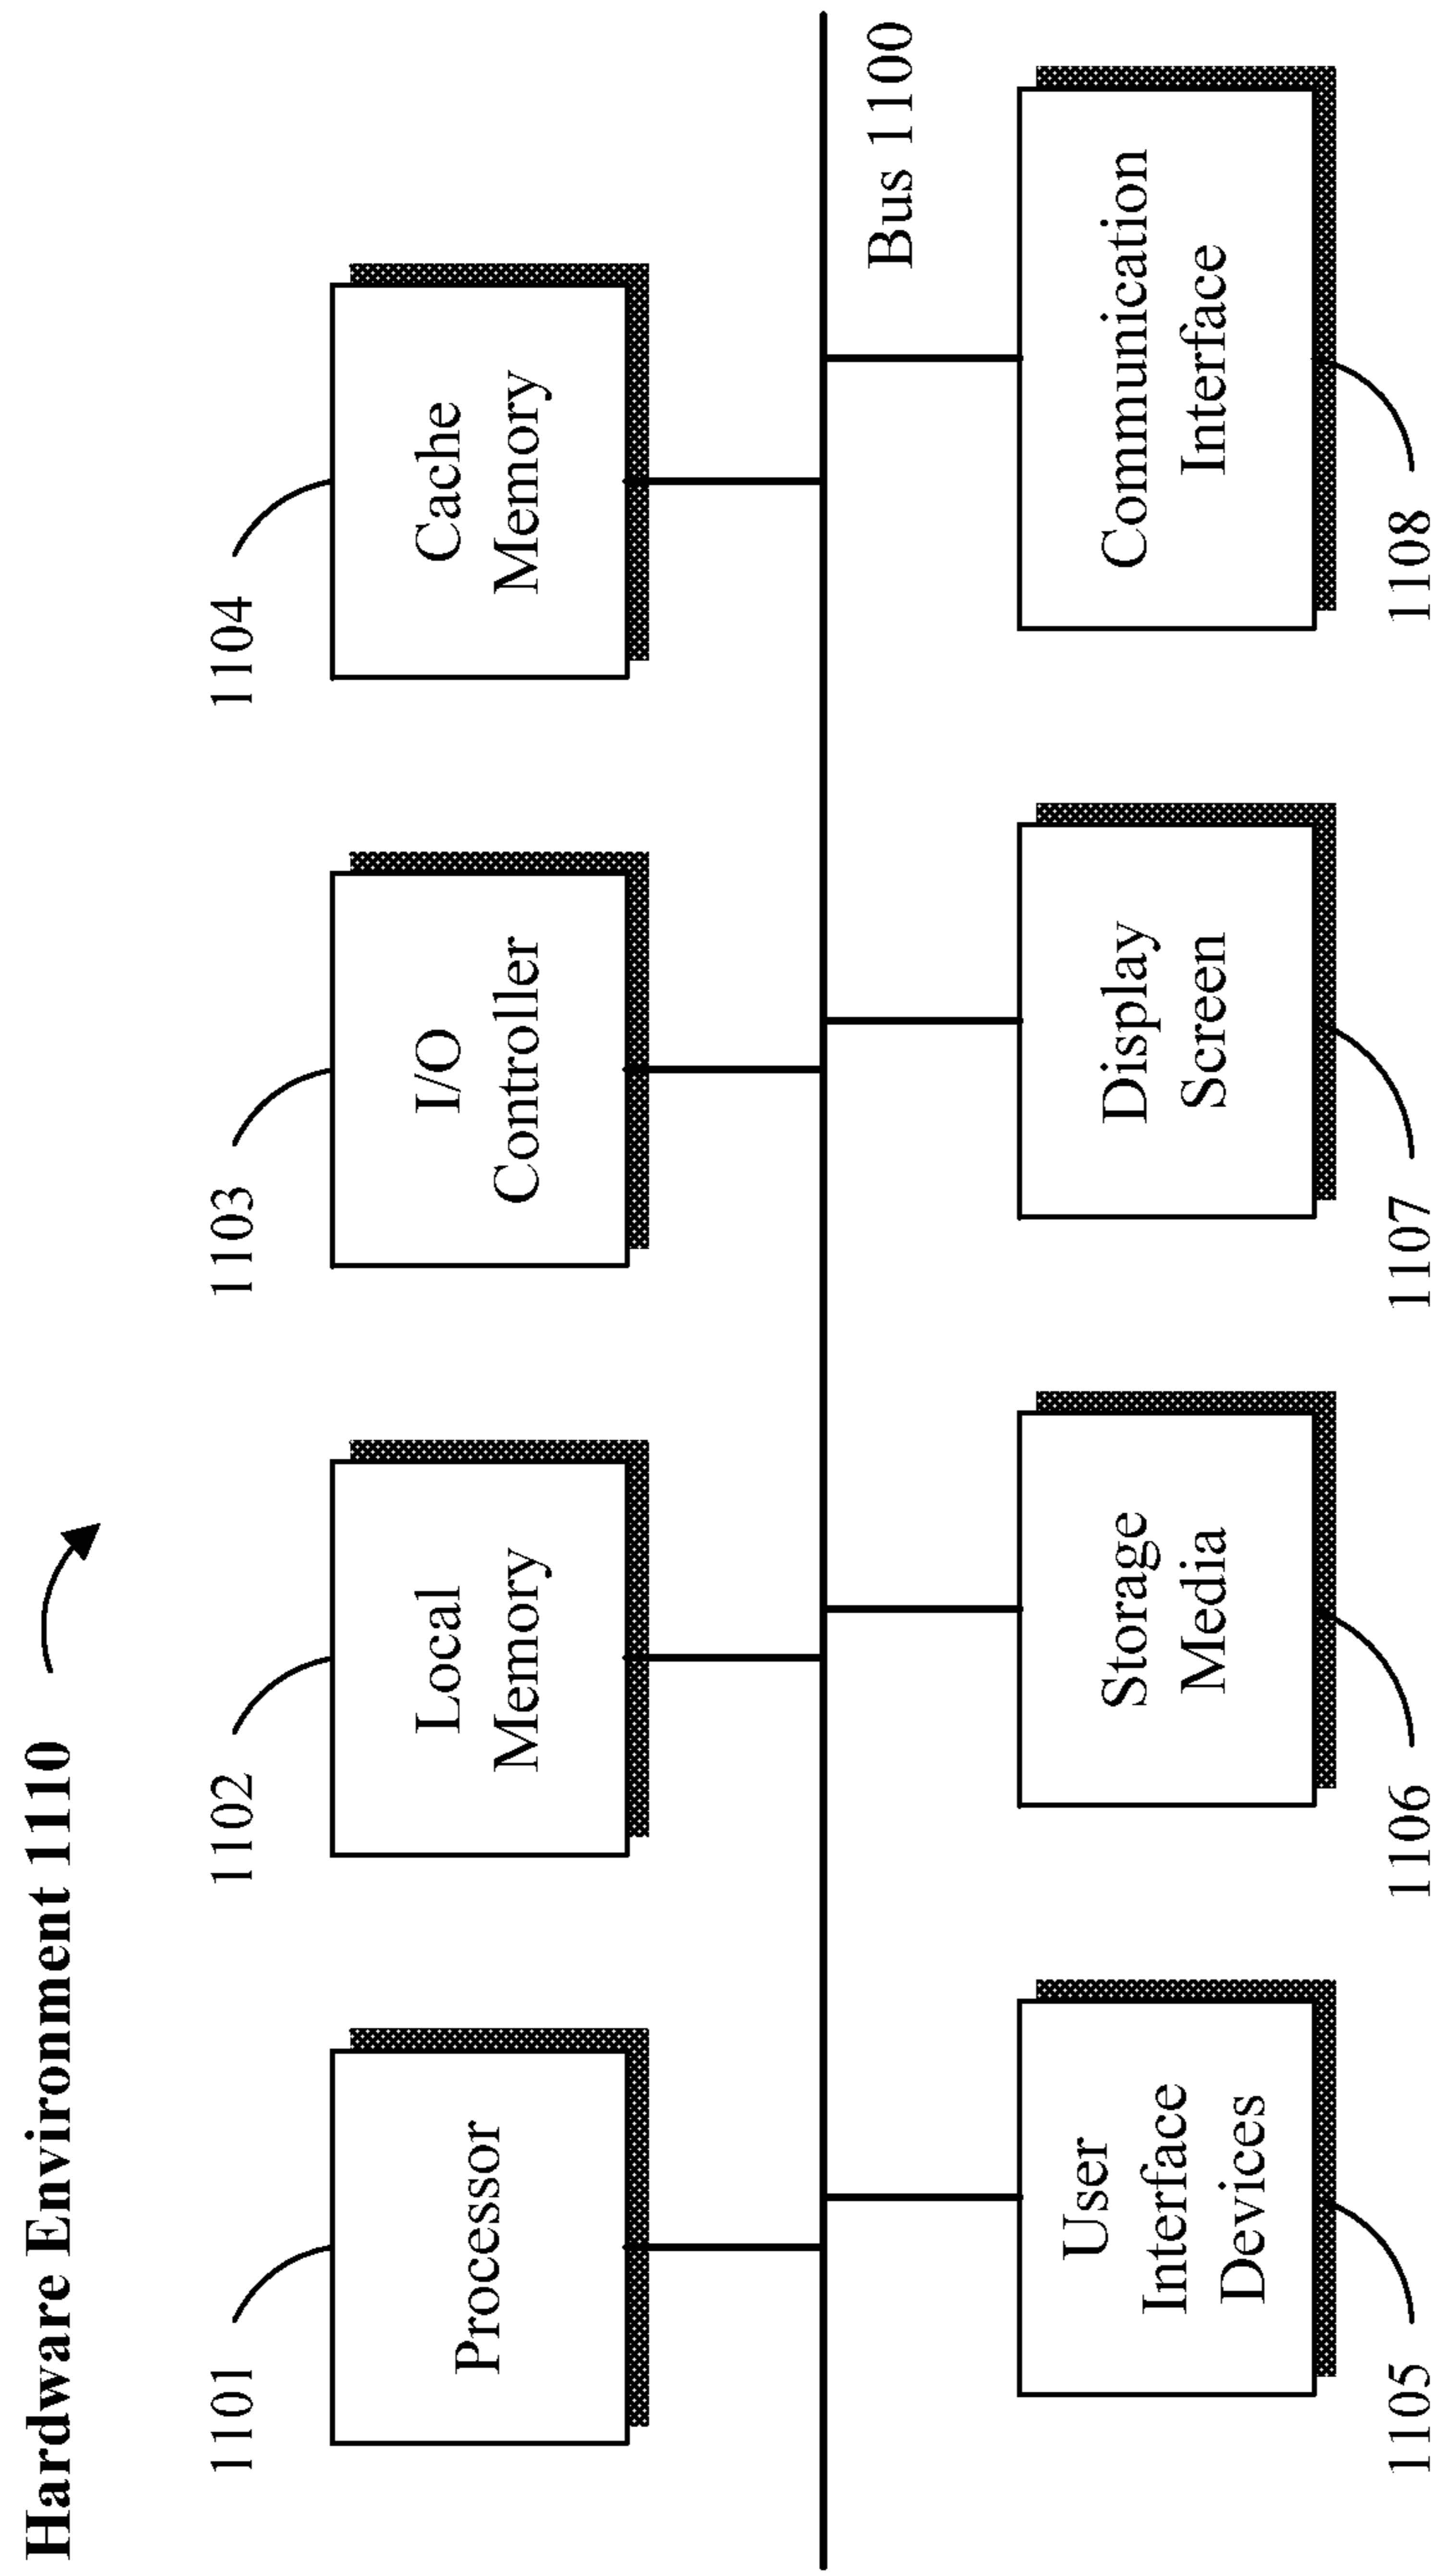 Hardware Environment 1110
1101
1102
1103
1104
Processor
Local
Memory
I/O
Controller
Cache
Memory
Bus 1100
User
Interface
Devices
Storage
Media
Display
Screen
Communication
Interface
1105
1106
1107
1108